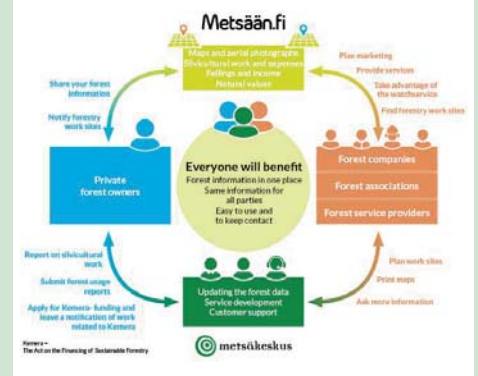 Metsään.fi
Maps and aerial photographs
Silvicultural work and expenses
Fellings and income
Natural values
Share your forest
information
Notify forestry
work sites
Plan marketing
Provide services
Take advantage of
the watchservice
Find forestry work sites
Private
forest owners
Everyone will benefit
Forest information in one place
Same information for
all parties
Easy to use and
to keep contact
Forest companies
Forest associations
Forest service providers
Report on silvicultural
work
Submit forest usage
reports
Apply for Kemera- funding and
leave a notification of work
related to Kemera
Updating the forest data
Service development
Customer support
Plan work sites
Print maps
Ask more information
metsäkeskus
Kemera =
The Act on the Financing of Sustainable Forestry